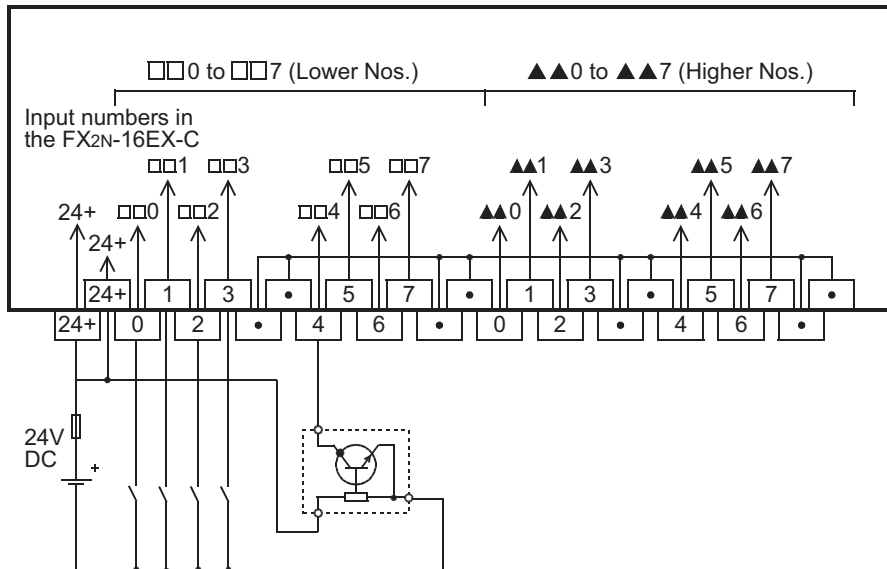 □□0 to □□7 (Lower Nos.) ▲▲0 to ▲▲7 (Higher Nos.)
Input numbers in
the FX2N-16EX-C
□□1 □□3 □□5 □□7 ▲▲1 ▲▲3 ▲▲5 ▲▲7
24+ □□0 □□2 □□4 □□6 ▲▲0 ▲▲2 ▲▲4 ▲▲6
24+
24+ 1 3 • 5 7 • 1 3 • 5 7 •
24+ 0 2 • 4 6 • 0 2 • 4 6 •
24V
DC
+